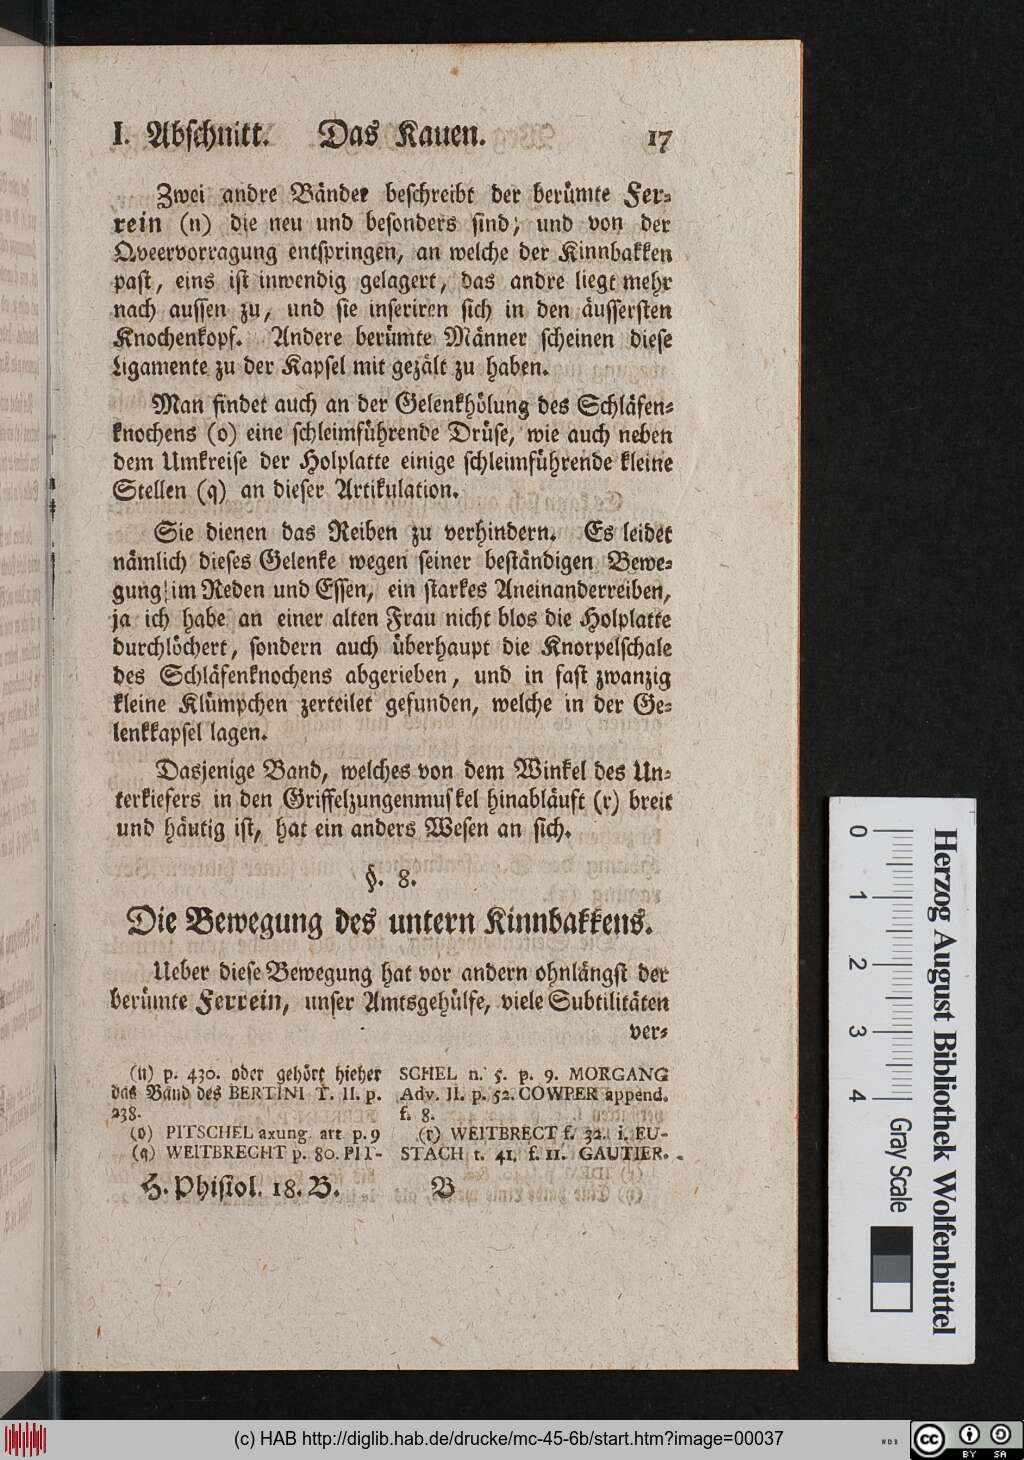 I. Abschnitt. Das Kauen. 17
Zwei andre Bänder beschreibt der berümte Fer-
rein (n) die neu und besonders sind, und von der
Qveervorragung entspringen, an welche der Kinnbakken
past, eins ist inwendig gelagert, das andre liegt mehr
nach aussen zu, und sie inseriren sich in den äussersten
Knochenkopf. Andere berümte Männer scheinen diese
Ligamente zu der Kapsel mit gezält zu haben.
Man findet auch an der Gelenkhölung des Schläfen-
knochens (o) eine schleimführende Drüse, wie auch neben
dem Umkreise der Holplatte einige schleimführende kleine
Stellen (q) an dieser Artikulation.
Sie dienen das Reiben zu verhindern. Es leidet
nämlich dieses Gelenke wegen seiner beständigen Bewe-
gung im Reden und Essen, ein starkes Aneinanderreiben,
ja ich habe an einer alten Frau nicht blos die Holplatte
durchlöchert, sondern auch überhaupt die Knorpelschale
des Schläfenknochens abgerieben, und in fast zwanzig
kleine Klümpchen zerteilet gefunden, welche in der Ge-
lenkkapsel lagen.
Dasjenige Band, welches von dem Winkel des Un-
terkiefers in den Griffelzungenmuskel hinabläuft (r) breit
und häutig ist, hat ein anders Wesen an sich.
§. 8.
Die Bewegung des untern Kinnbakkens.
Ueber diese Bewegung hat vor andern ohnlängst der
berümte Ferrein, unser Amtsgehülfe, viele Subtilitäten
ver-
(n) p. 430. oder gehört hieher
das Band des BERTINI T. II. p.
238.
(o) PITSCHEL axung. art p. 9
(q) WEITBRECHT p. 80. PIT-
SCHEL n. 5. p. 9. MORGANG
Adv. II. p. 52. COWPER append.
f. 8.
(r) WEITBRECT f. 32. i. EU-
STACH t. 41. f. 11. GAUTIER.
H. Phisiol. 18. B. B
0 1 2 3 4
Herzog August Bibliothek Wolfenbüttel
Gray Scale
(c) HAB http://diglib.hab.de/drucke/mc-45-6b/start.htm?image=00037
cc BY SA